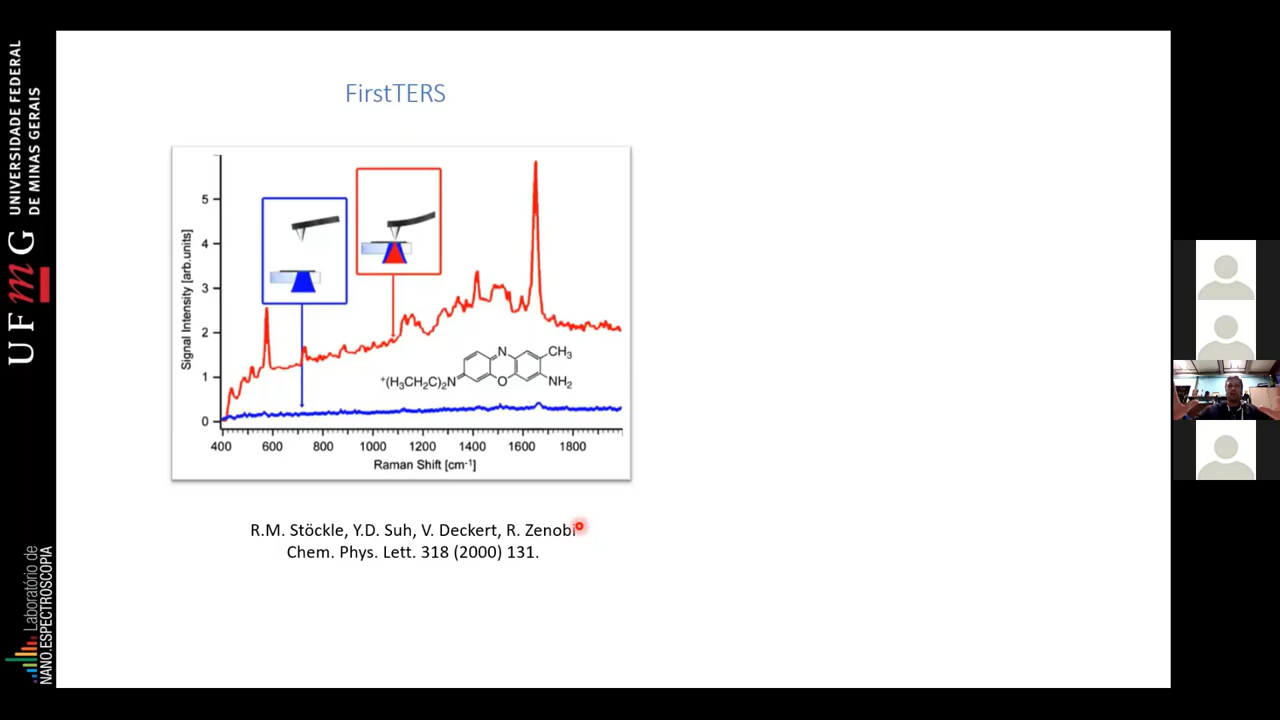 UNIVERSIDADE FEDERAL
DE MINAS GERAIS
UFmG
Laboratório de
NANO.ESPECTROSCOPIA
FirstTERS
Signal Intensity [arb.units]
5
4
3
2
1
0
N
CH3
+(H3CH2C)2N
O
NH2
400 600 800 1000 1200 1400 1600 1800
Raman Shift [cm-1]
R.M. Stöckle, Y.D. Suh, V. Deckert, R. Zenobi
Chem. Phys. Lett. 318 (2000) 131.